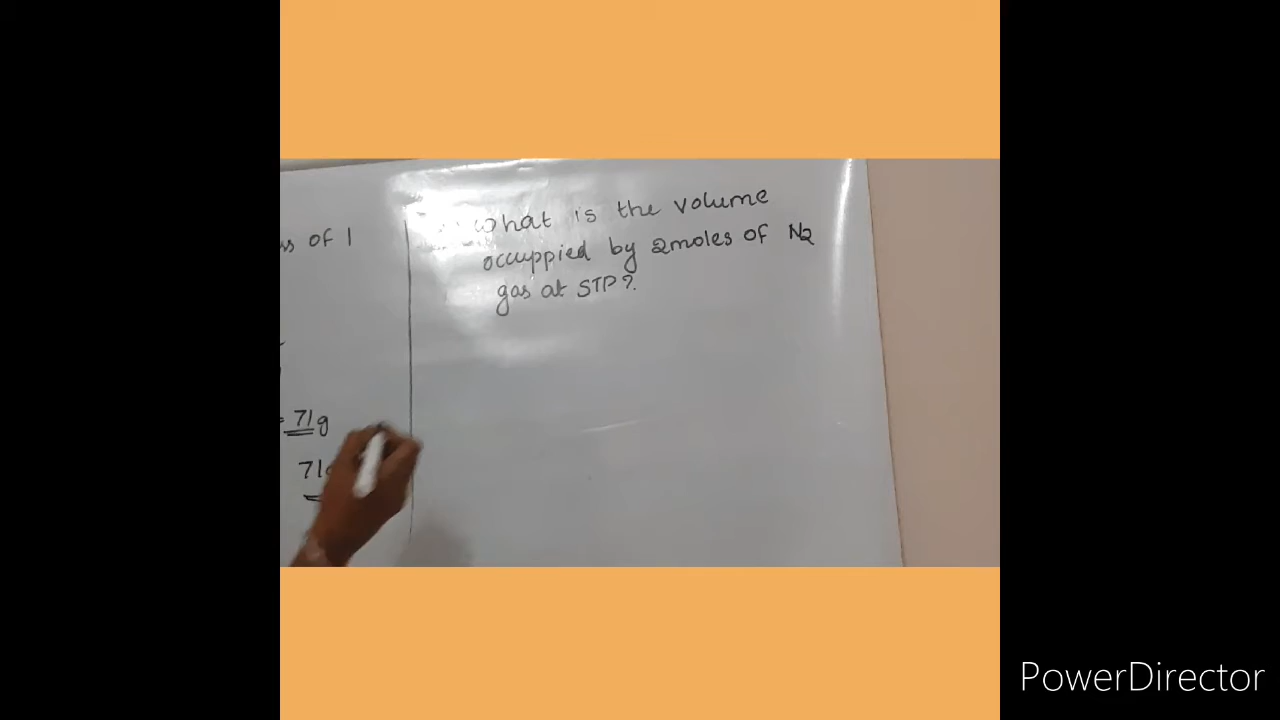 ss of 1
= 71g
71
What is the volume
occuppied by 2moles of N2
gas at STP?
PowerDirector